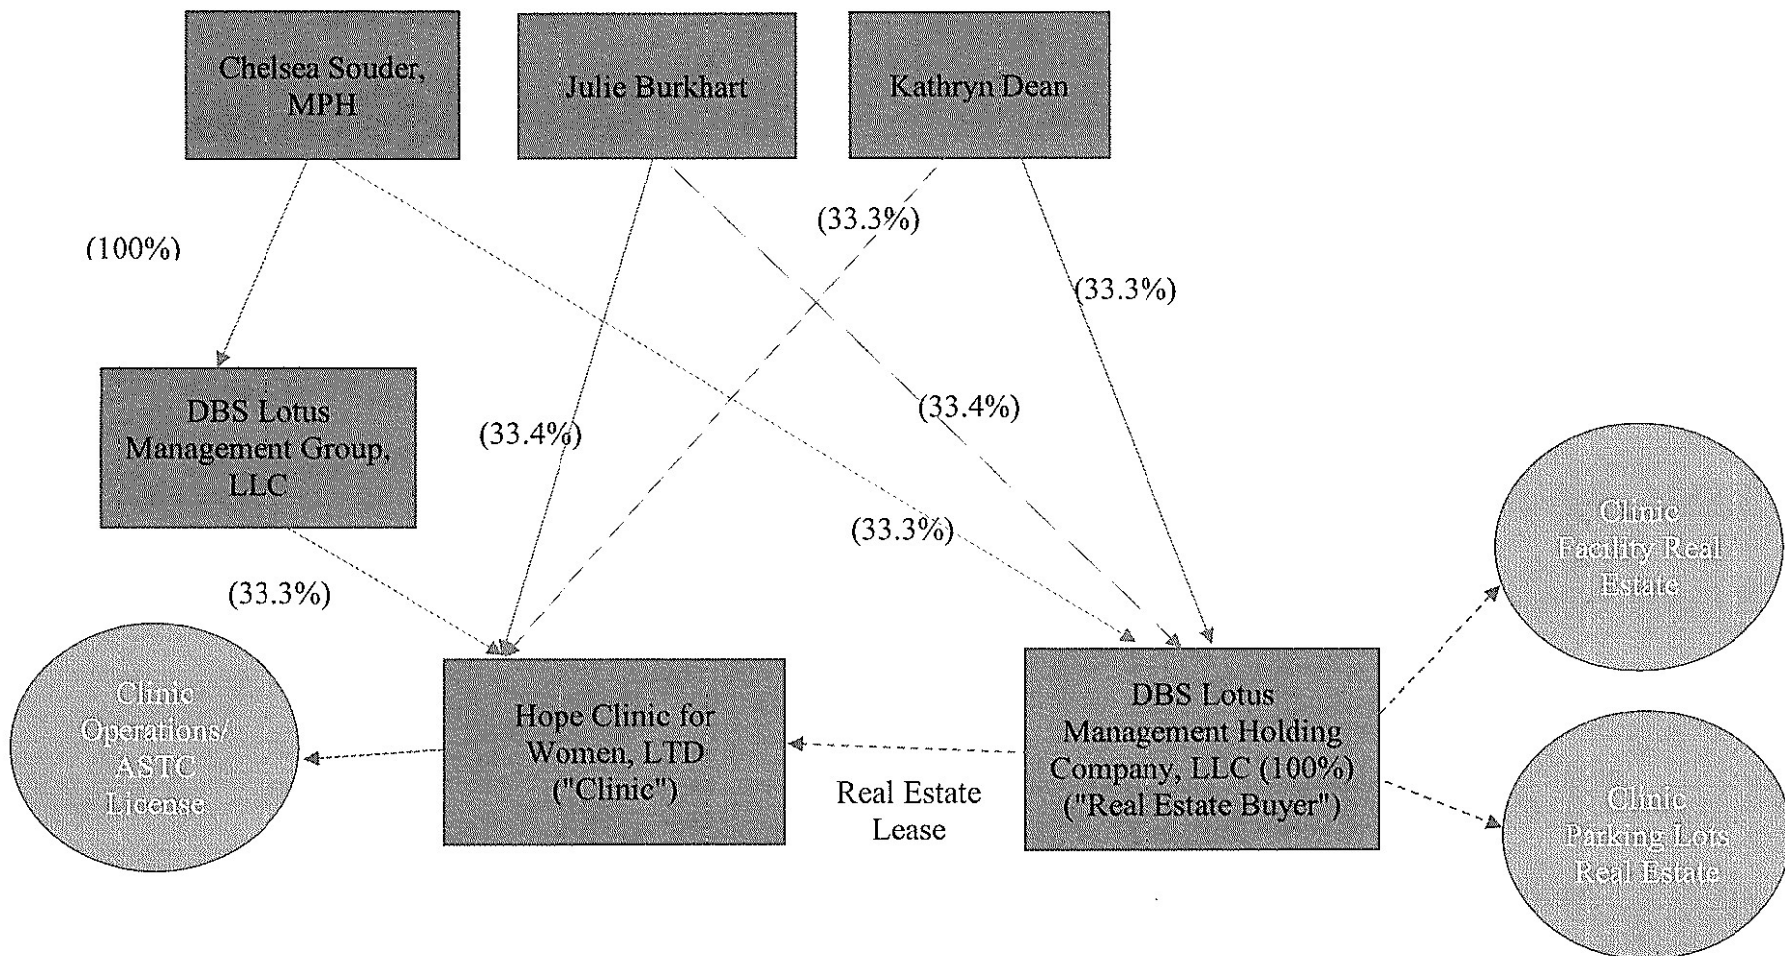 Chelsea Souder,
MPH
Julie Burkhart
Kathryn Dean
(100%)
(33.3%)
(33.3%)
DBS Lotus
Management Group,
LLC
(33.4%)
(33.4%)
(33.3%)
(33.3%)
Clinic
Facility Real
Estate
Clinic
Operations/
ASTC
License
Hope Clinic for
Women, LTD
("Clinic")
Real Estate
Lease
DBS Lotus
Management Holding
Company, LLC (100%)
("Real Estate Buyer")
Clinic
Parking Lots
Real Estate